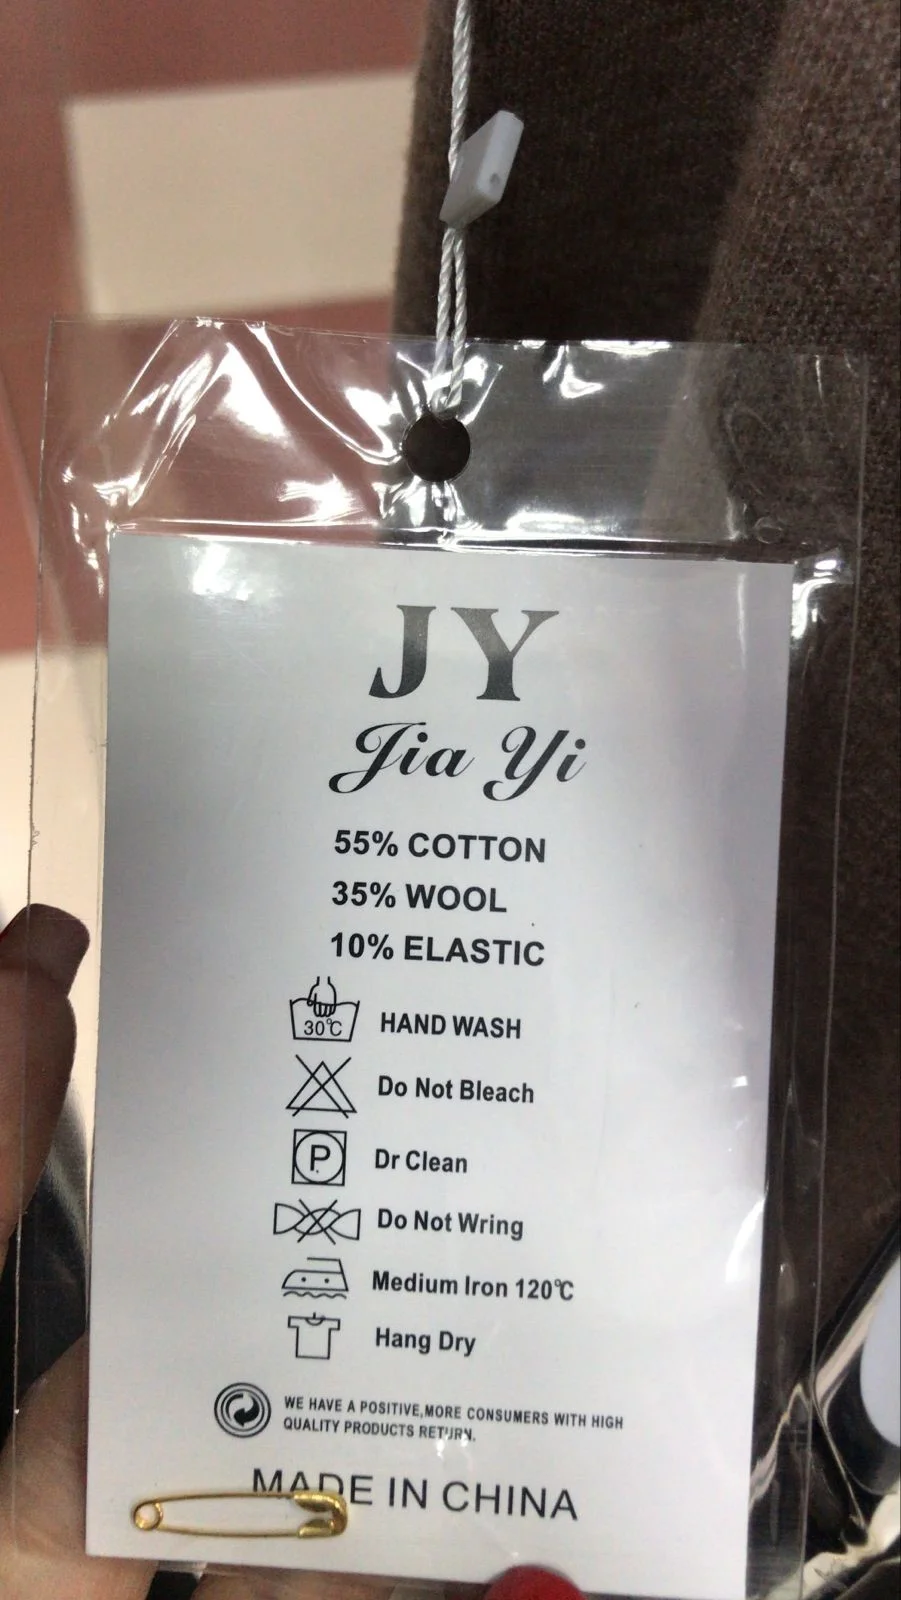 JY
Jia Yi
55% COTTON
35% WOOL
10% ELASTIC
30℃ HAND WASH
Do Not Bleach
P Dr Clean
Do Not Wring
Medium Iron 120℃
Hang Dry
WE HAVE A POSITIVE,MORE CONSUMERS WITH HIGH
QUALITY PRODUCTS RETURN.
MADE IN CHINA